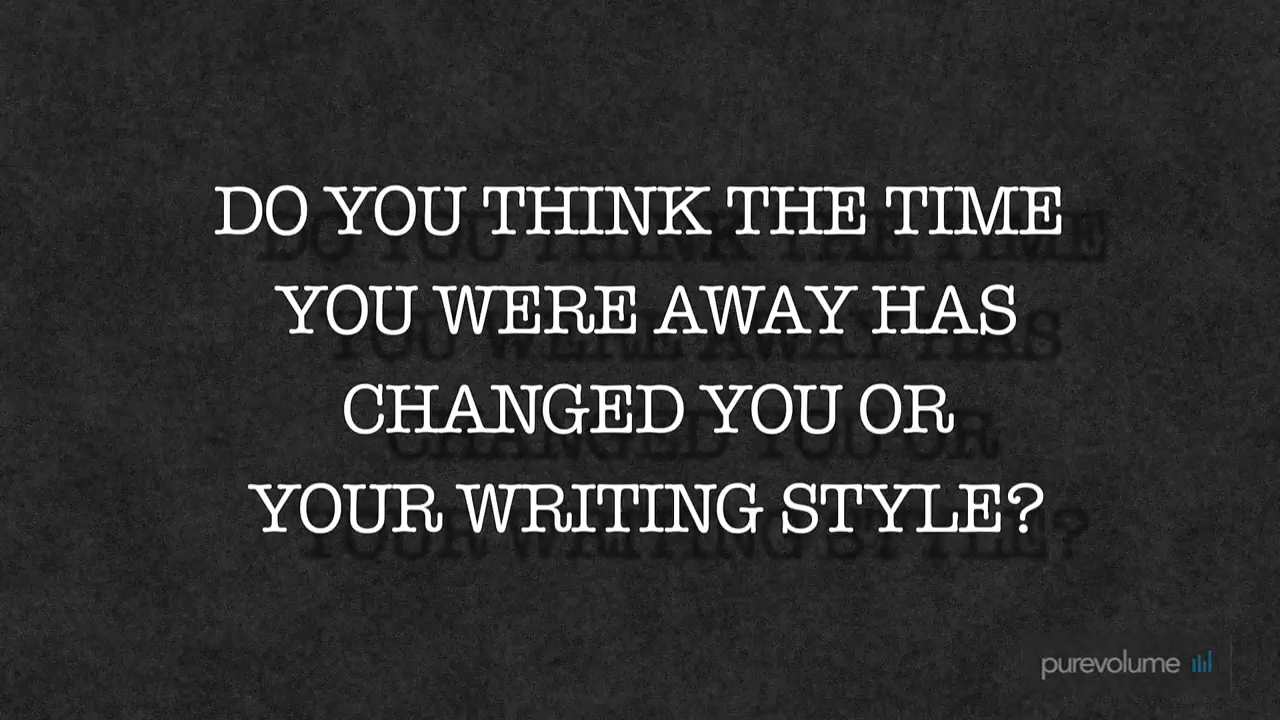 DO YOU THINK THE TIME
YOU WERE AWAY HAS
CHANGED YOU OR
YOUR WRITING STYLE?
purevolume